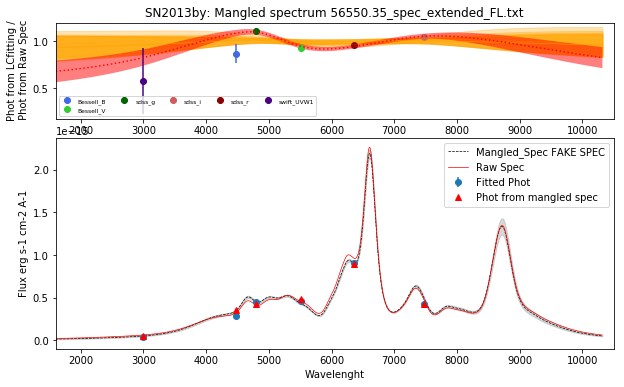 SN2013by: Mangled spectrum 56550.35_spec_extended_FL.txt
Phot from LCfitting /
Phot from Raw Spec
1.0
0.5
Bessell_B
Bessell_V
sdss_g
sdss_i
sdss_r
swift_UVW1
2000 3000 4000 5000 6000 7000 8000 9000 10000
Flux erg s-1 cm-2 A-1
2.0
1.5
1.0
0.5
0.0
Mangled_Spec FAKE SPEC
Raw Spec
Fitted Phot
Phot from mangled spec
2000 3000 4000 5000 6000 7000 8000 9000 10000
Wavelenght